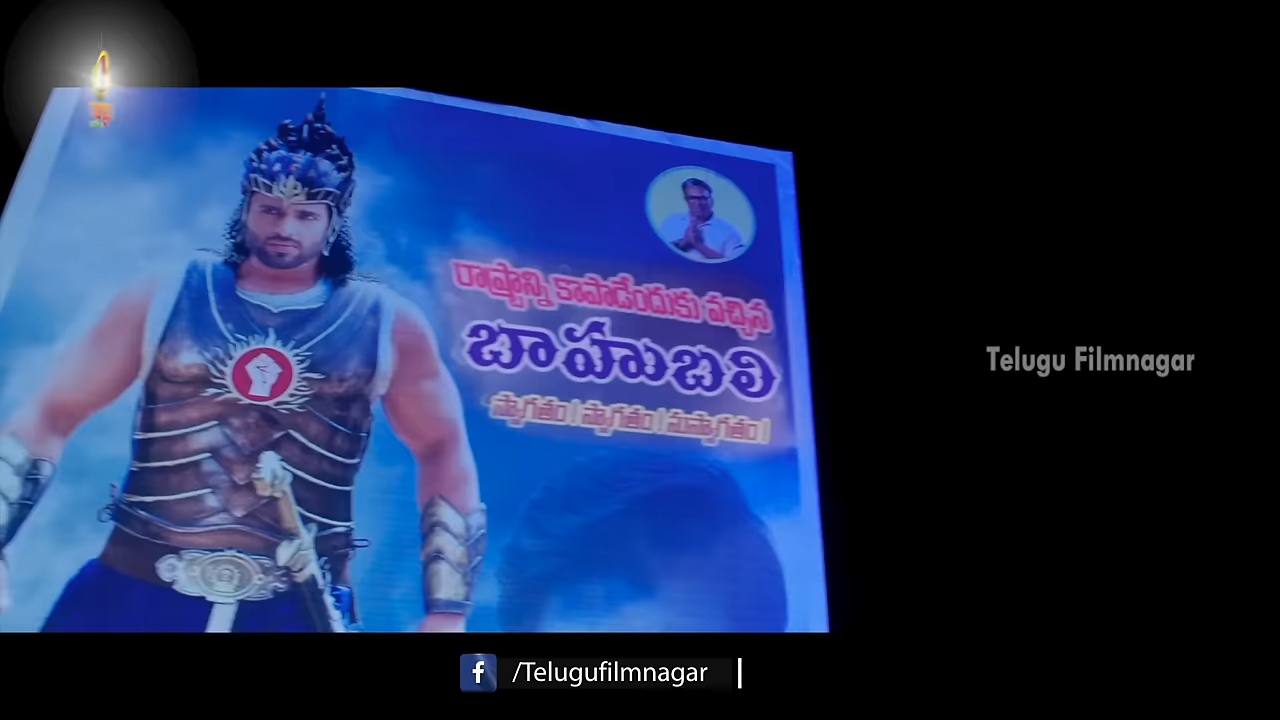 రాష్ట్రాన్ని కాపాడేందుకు వచ్చిన
బాహుబలి
స్వాగతం ! స్వాగతం ! సుస్వాగతం !
Telugu Filmnagar
f /Telugufilmnagar